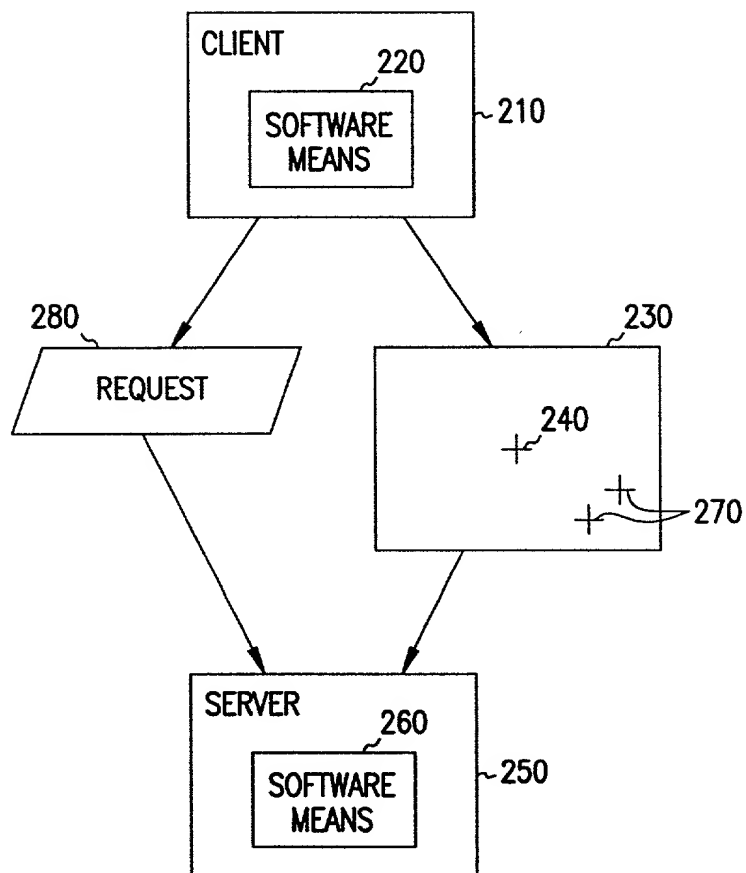 CLIENT
220
SOFTWARE
MEANS
210
280
REQUEST
230
240
270
SERVER
260
SOFTWARE
MEANS
250